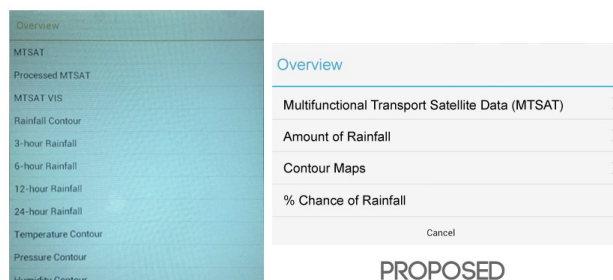 Overview
MTSAT
Processed MTSAT
MTSAT VIS
Rainfall Contour
3-hour Rainfall
6-hour Rainfall
12-hour Rainfall
24-hour Rainfall
Temperature Contour
Pressure Contour
Humidity Contour
Overview
Multifunctional Transport Satellite Data (MTSAT)
Amount of Rainfall
Contour Maps
% Chance of Rainfall
Cancel
PROPOSED